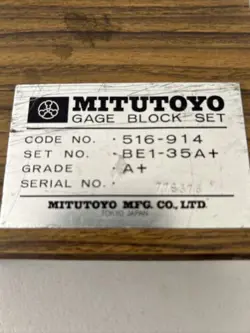 MITUTOYO
GAGE BLOCK SET
CODE NO. · 516-914
SET NO. · BE1-35A+
GRADE · A+
SERIAL NO. ·
MITUTOYO MFG. CO., LTD.
TOKYO JAPAN